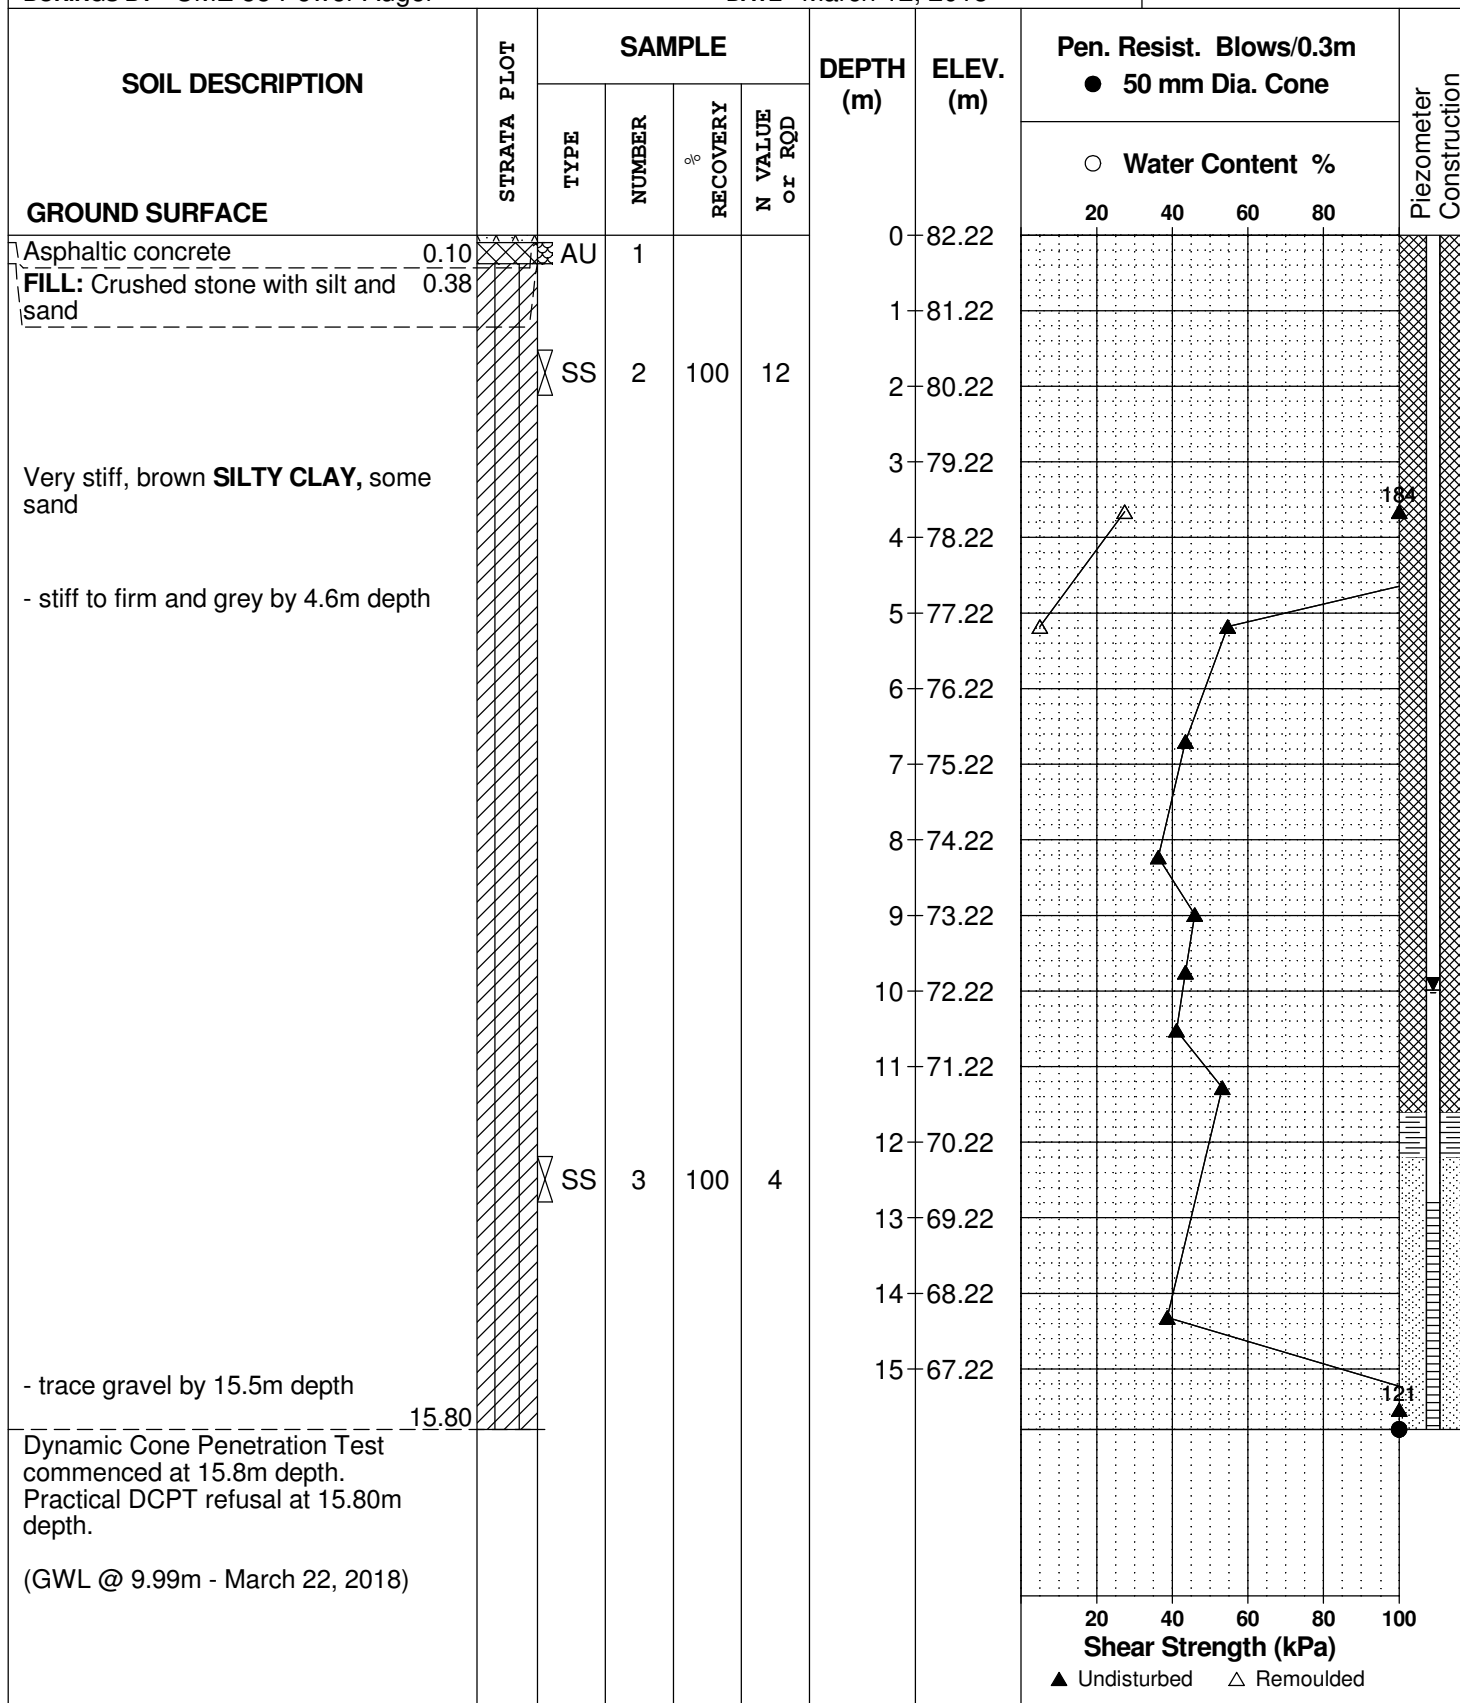 SOIL DESCRIPTION
GROUND SURFACE
STRATA PLOT
SAMPLE
TYPE
NUMBER
% RECOVERY
N VALUE
or RQD
DEPTH
(m)
ELEV.
(m)
Pen. Resist. Blows/0.3m
● 50 mm Dia. Cone
○ Water Content %
20 40 60 80
Piezometer
Construction
Asphaltic concrete 0.10
FILL: Crushed stone with silt and 0.38
sand
AU 1
0 82.22
1 81.22
SS 2 100 12
2 80.22
Very stiff, brown SILTY CLAY, some
sand
3 79.22
184
4 78.22
- stiff to firm and grey by 4.6m depth
5 77.22
6 76.22
7 75.22
8 74.22
9 73.22
10 72.22
11 71.22
12 70.22
SS 3 100 4
13 69.22
14 68.22
15 67.22
- trace gravel by 15.5m depth
121
15.80
Dynamic Cone Penetration Test
commenced at 15.8m depth.
Practical DCPT refusal at 15.80m
depth.
(GWL @ 9.99m - March 22, 2018)
20 40 60 80 100
Shear Strength (kPa)
▲ Undisturbed △ Remoulded